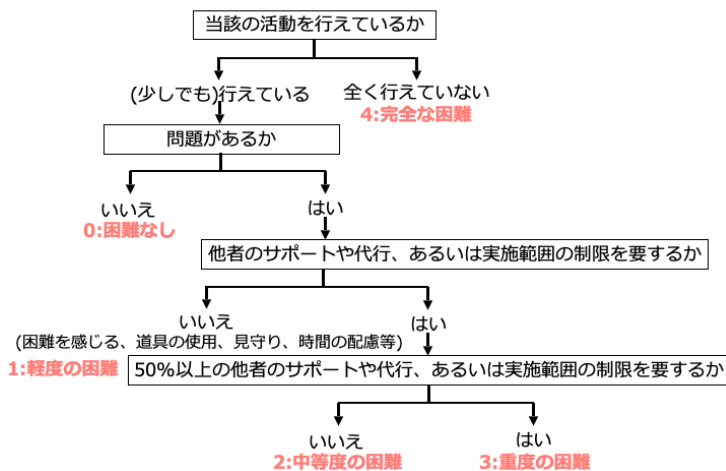 当該の活動を行えているか
(少しでも)行えている
全く行えていない
4:完全な困難
問題があるか
いいえ
0:困難なし
はい
他者のサポートや代行、あるいは実施範囲の制限を要するか
いいえ
(困難を感じる、道具の使用、見守り、時間の配慮等)
1:軽度の困難
はい
50%以上の他者のサポートや代行、あるいは実施範囲の制限を要するか
いいえ
2:中等度の困難
はい
3:重度の困難